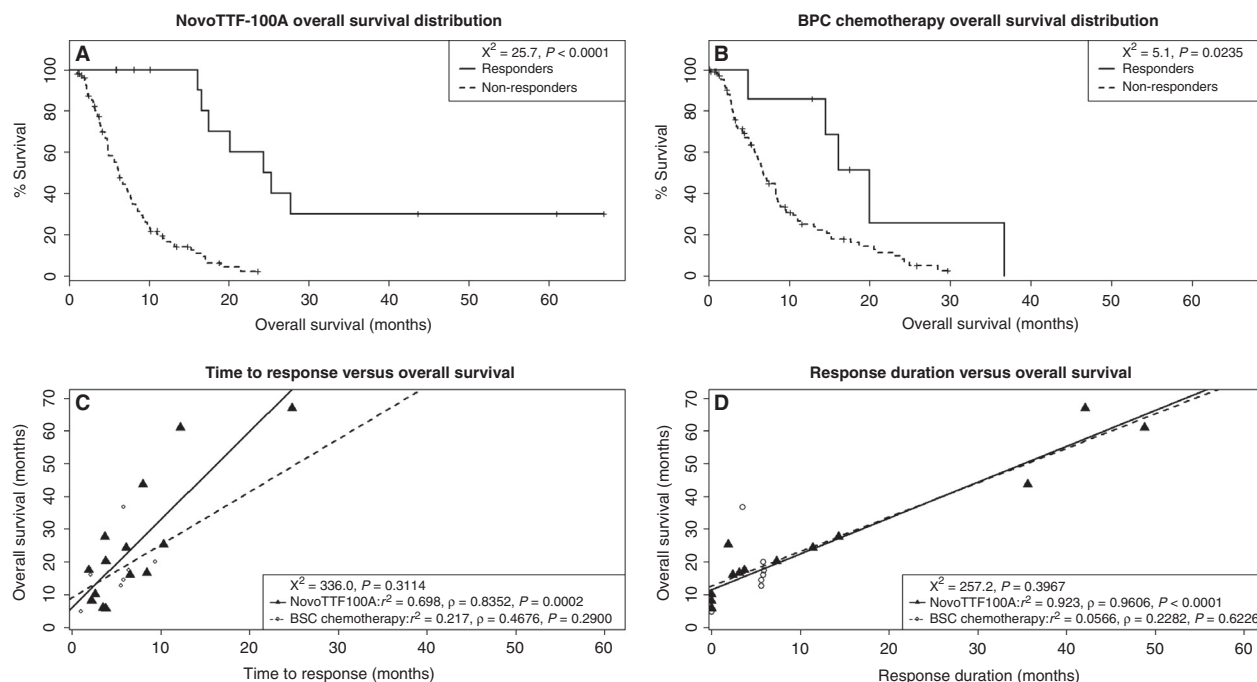 NovoTTF-100A overall survival distribution
A
X² = 25.7, P < 0.0001
Responders
Non-responders
% Survival
100
80
60
40
20
0
0 10 20 30 40 50 60
Overall survival (months)
BPC chemotherapy overall survival distribution
B
X² = 5.1, P = 0.0235
Responders
Non-responders
% Survival
100
80
60
40
20
0
0 10 20 30 40 50 60
Overall survival (months)
Time to response versus overall survival
C
Overall survival (months)
70
60
50
40
30
20
10
0
X² = 336.0, P = 0.3114
NovoTTF100A:r² = 0.698, ρ = 0.8352, P = 0.0002
BSC chemotherapy:r² = 0.217, ρ = 0.4676, P = 0.2900
0 10 20 30 40 50 60
Time to response (months)
Response duration versus overall survival
D
Overall survival (months)
70
60
50
40
30
20
10
0
X² = 257.2, P = 0.3967
NovoTTF100A:r² = 0.923, ρ = 0.9606, P < 0.0001
BSC chemotherapy:r² = 0.0566, ρ = 0.2282, P = 0.6226
0 10 20 30 40 50 60
Response duration (months)